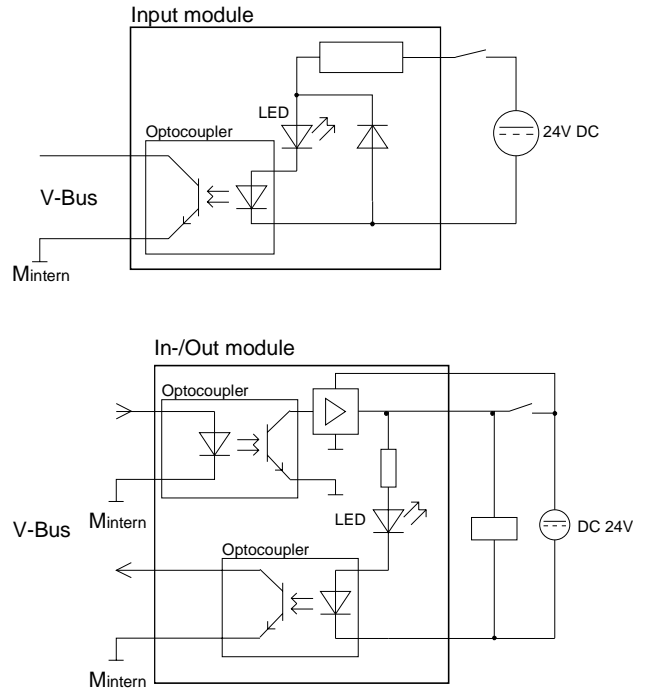 Input module
LED
Optocoupler
24V DC
V-Bus
Mintern
In-/Out module
Optocoupler
Mintern
LED
V-Bus
DC 24V
Optocoupler
Mintern